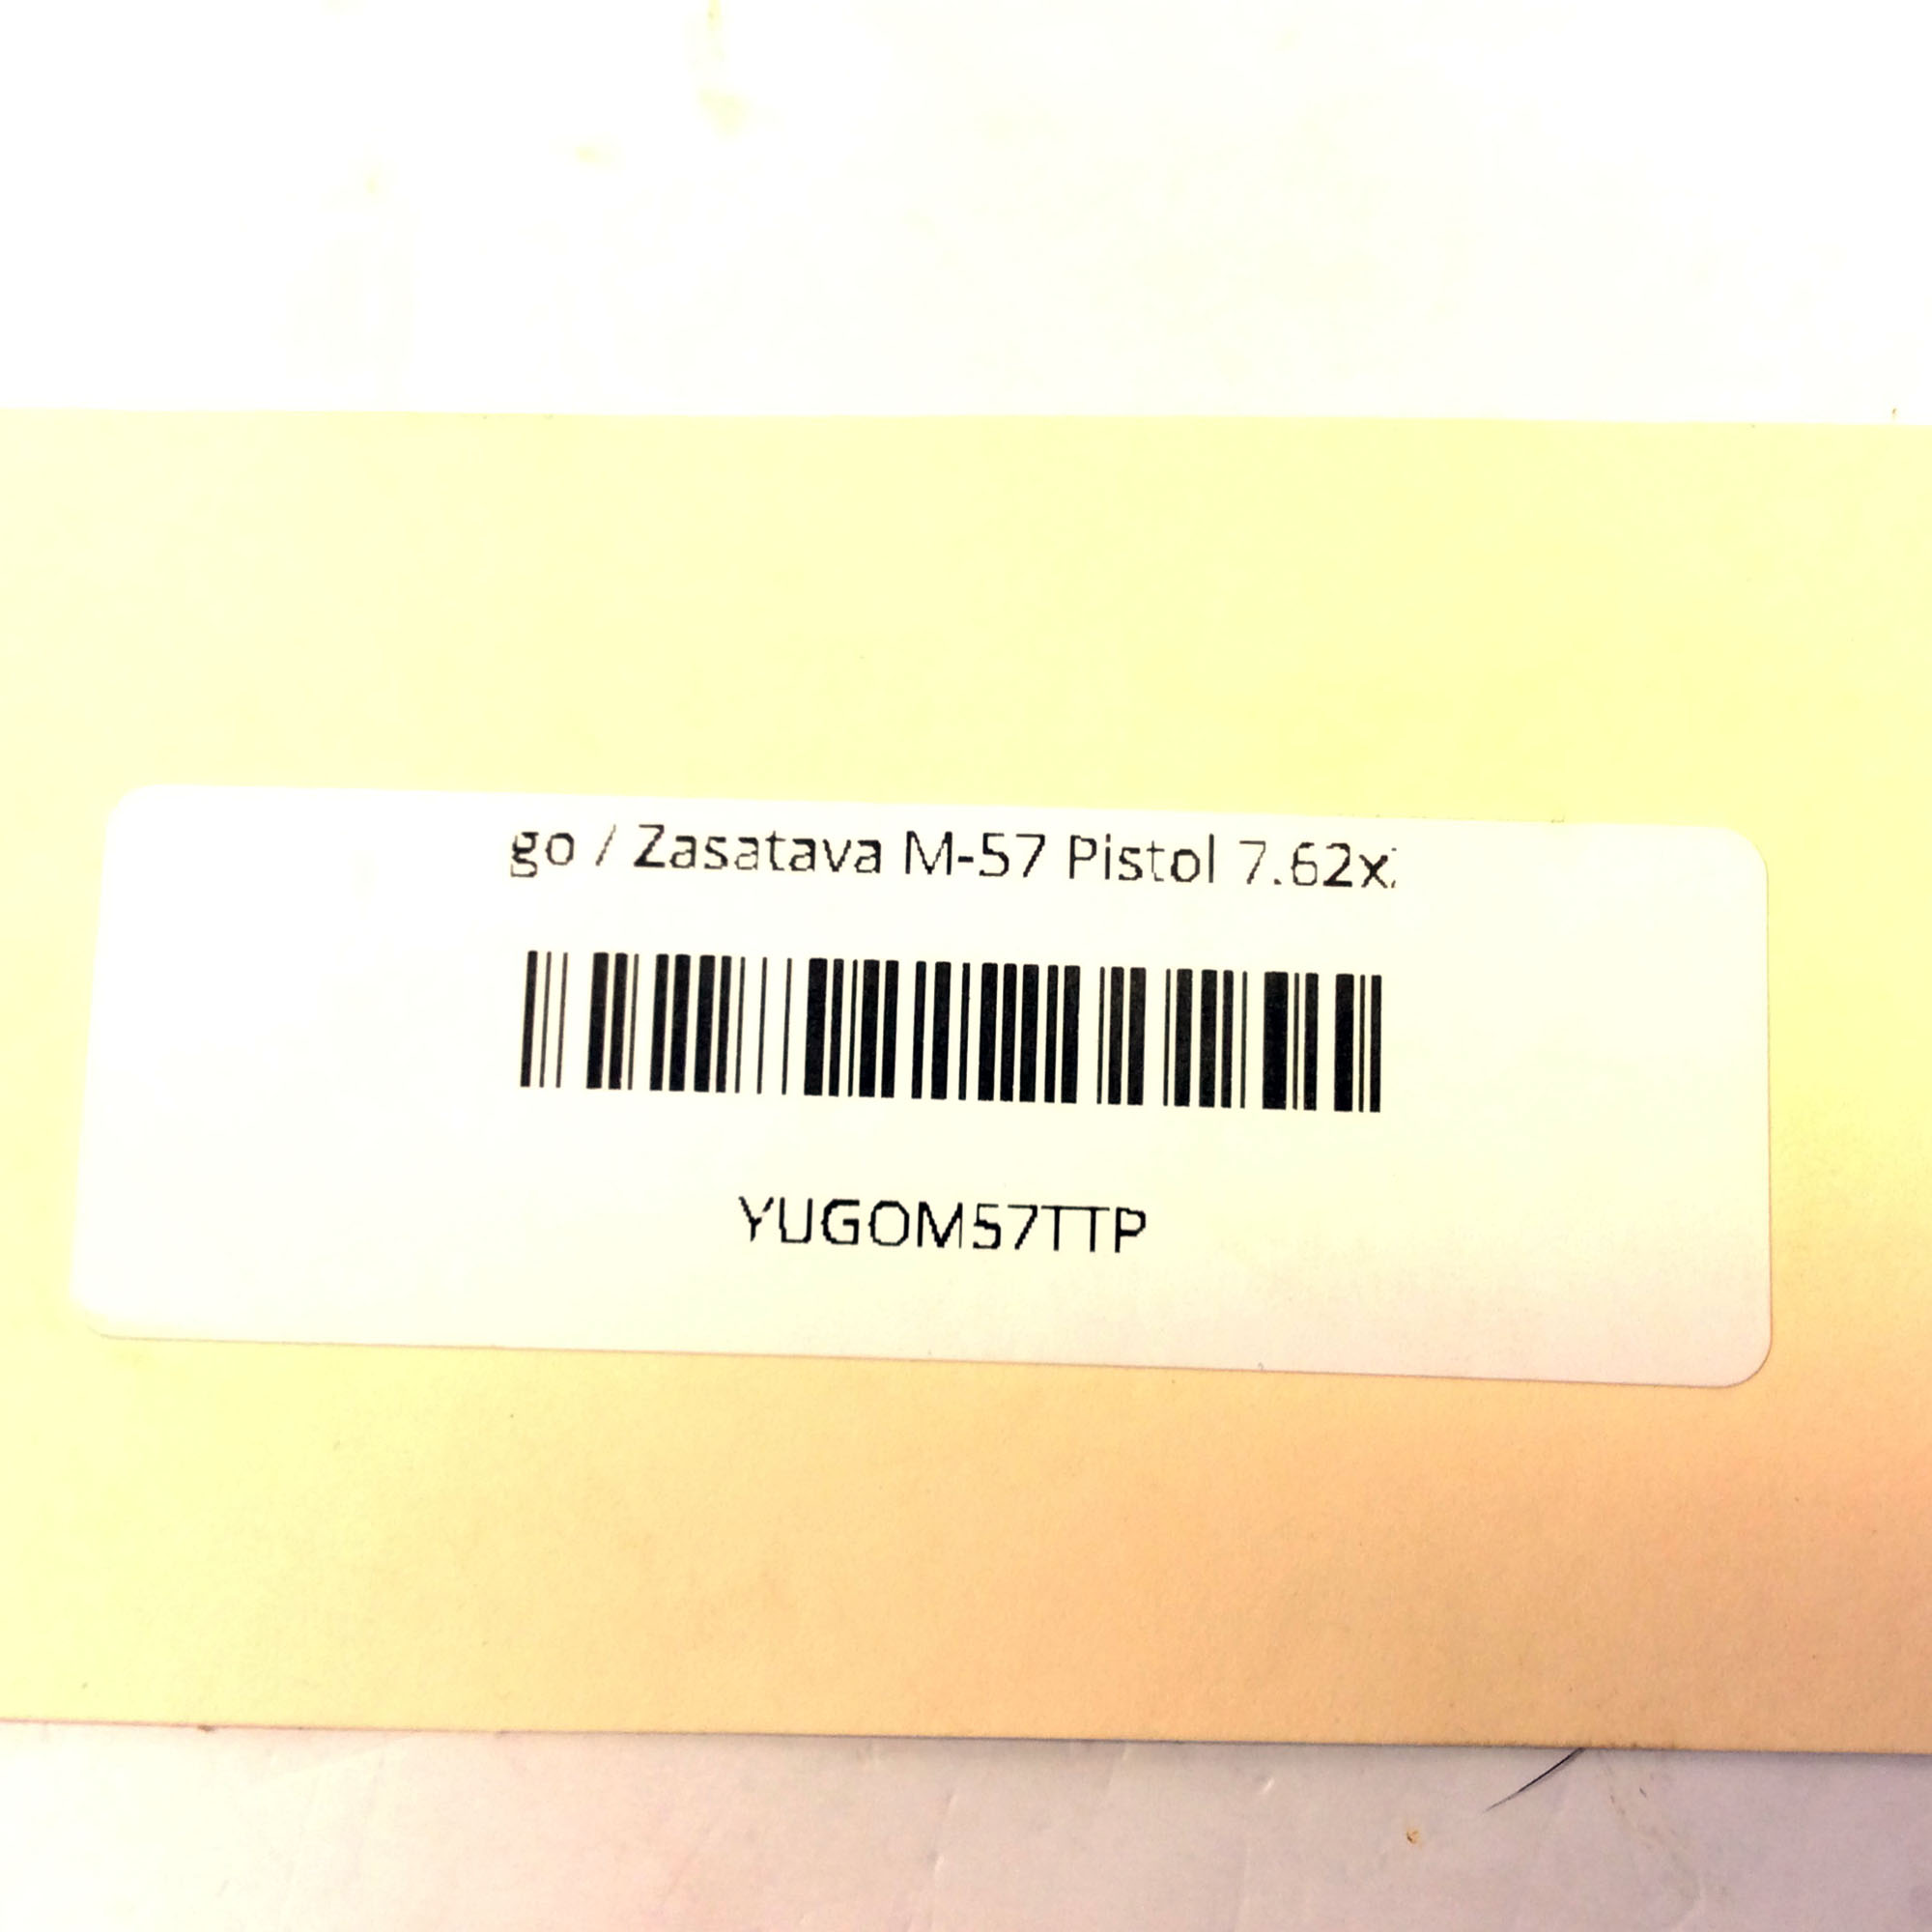 go / Zasatava M-57 Pistol 7.62x
YUGOM57TTP